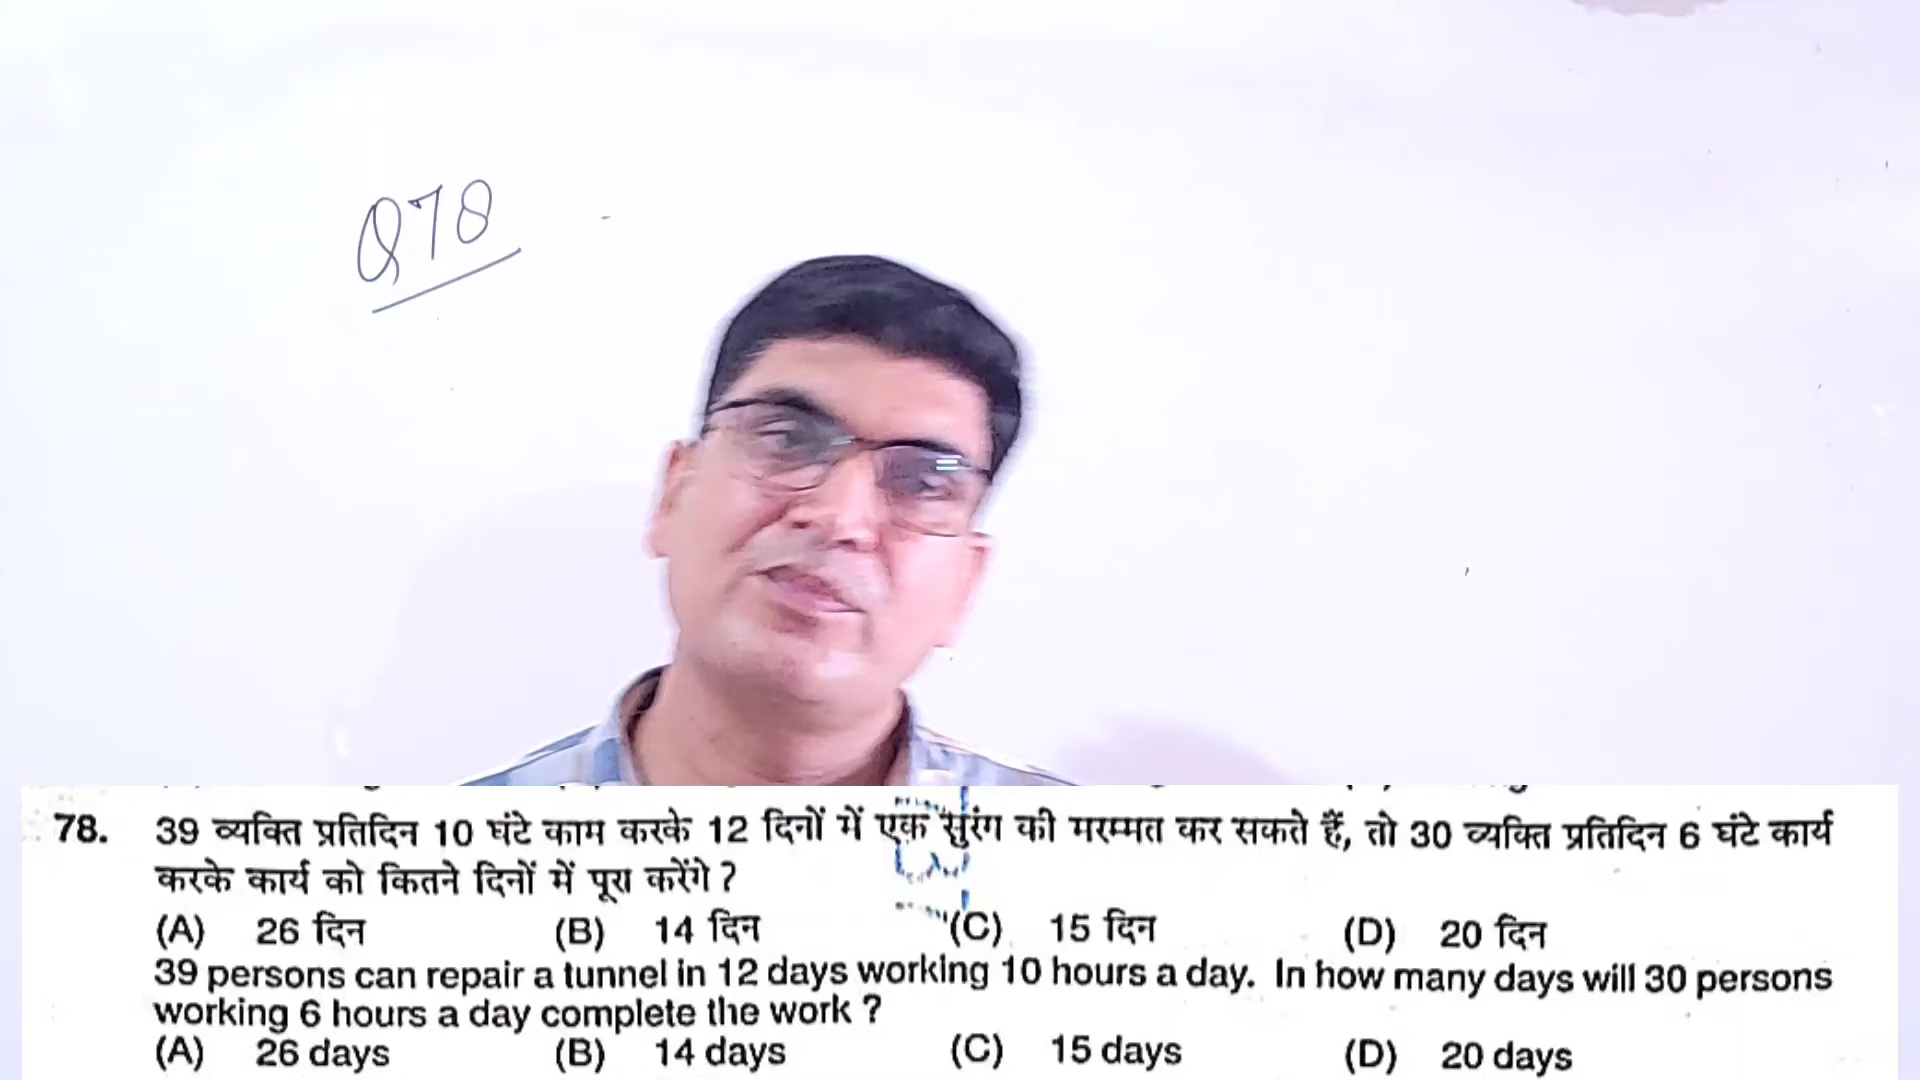 Q78
78. 39 व्यक्ति प्रतिदिन 10 घंटे काम करके 12 दिनों में एक सुरंग की मरम्मत कर सकते हैं, तो 30 व्यक्ति प्रतिदिन 6 घंटे कार्य
करके कार्य को कितने दिनों में पूरा करेंगे ?
(A) 26 दिन (B) 14 दिन (C) 15 दिन (D) 20 दिन
39 persons can repair a tunnel in 12 days working 10 hours a day. In how many days will 30 persons
working 6 hours a day complete the work ?
(A) 26 days (B) 14 days (C) 15 days (D) 20 days